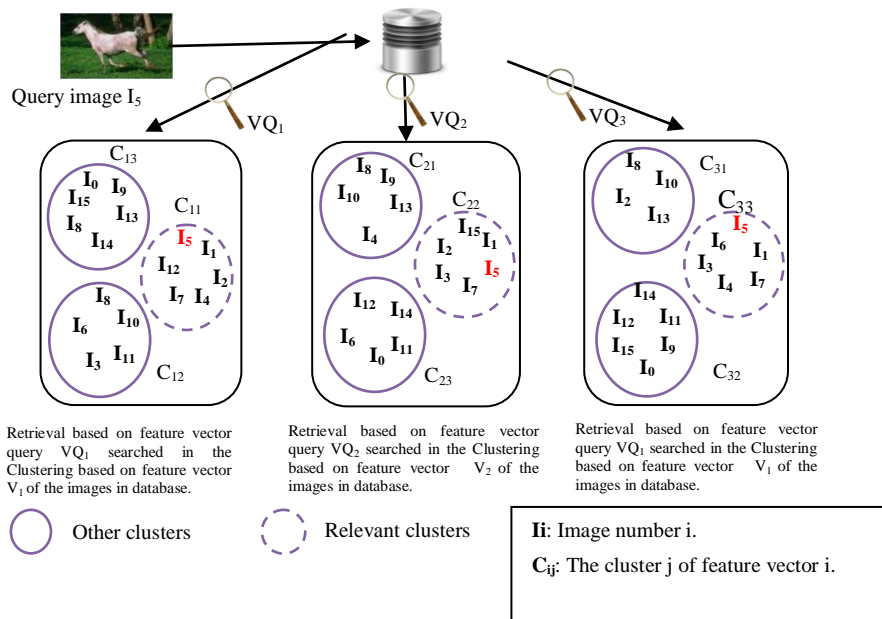 Query image I5
VQ1
VQ2
VQ3
C13
I0 I9
I15
I8 I13
I14
C11
I5
I1
I12 I2
I7 I4
I8
I10
I6
I3 I11
C12
C21
I8 I9
I10
I13
I4
C22
I15
I2 I1
I3 I5
I7
I12 I14
I6
I11
I0
C23
C31
I8
I10
I2
I13
C33
I5
I6
I1
I3
I4 I7
I14
I12 I11
I15 I9
I0
C32
Retrieval based on feature vector
query VQ1 searched in the
Clustering based on feature vector
V1 of the images in database.
Retrieval based on feature vector
query VQ2 searched in the Clustering
based on feature vector V2 of the
images in database.
Retrieval based on feature vector
query VQ1 searched in the Clustering
based on feature vector V1 of the
images in database.
Other clusters
Relevant clusters
Ii: Image number i.
Cij: The cluster j of feature vector i.